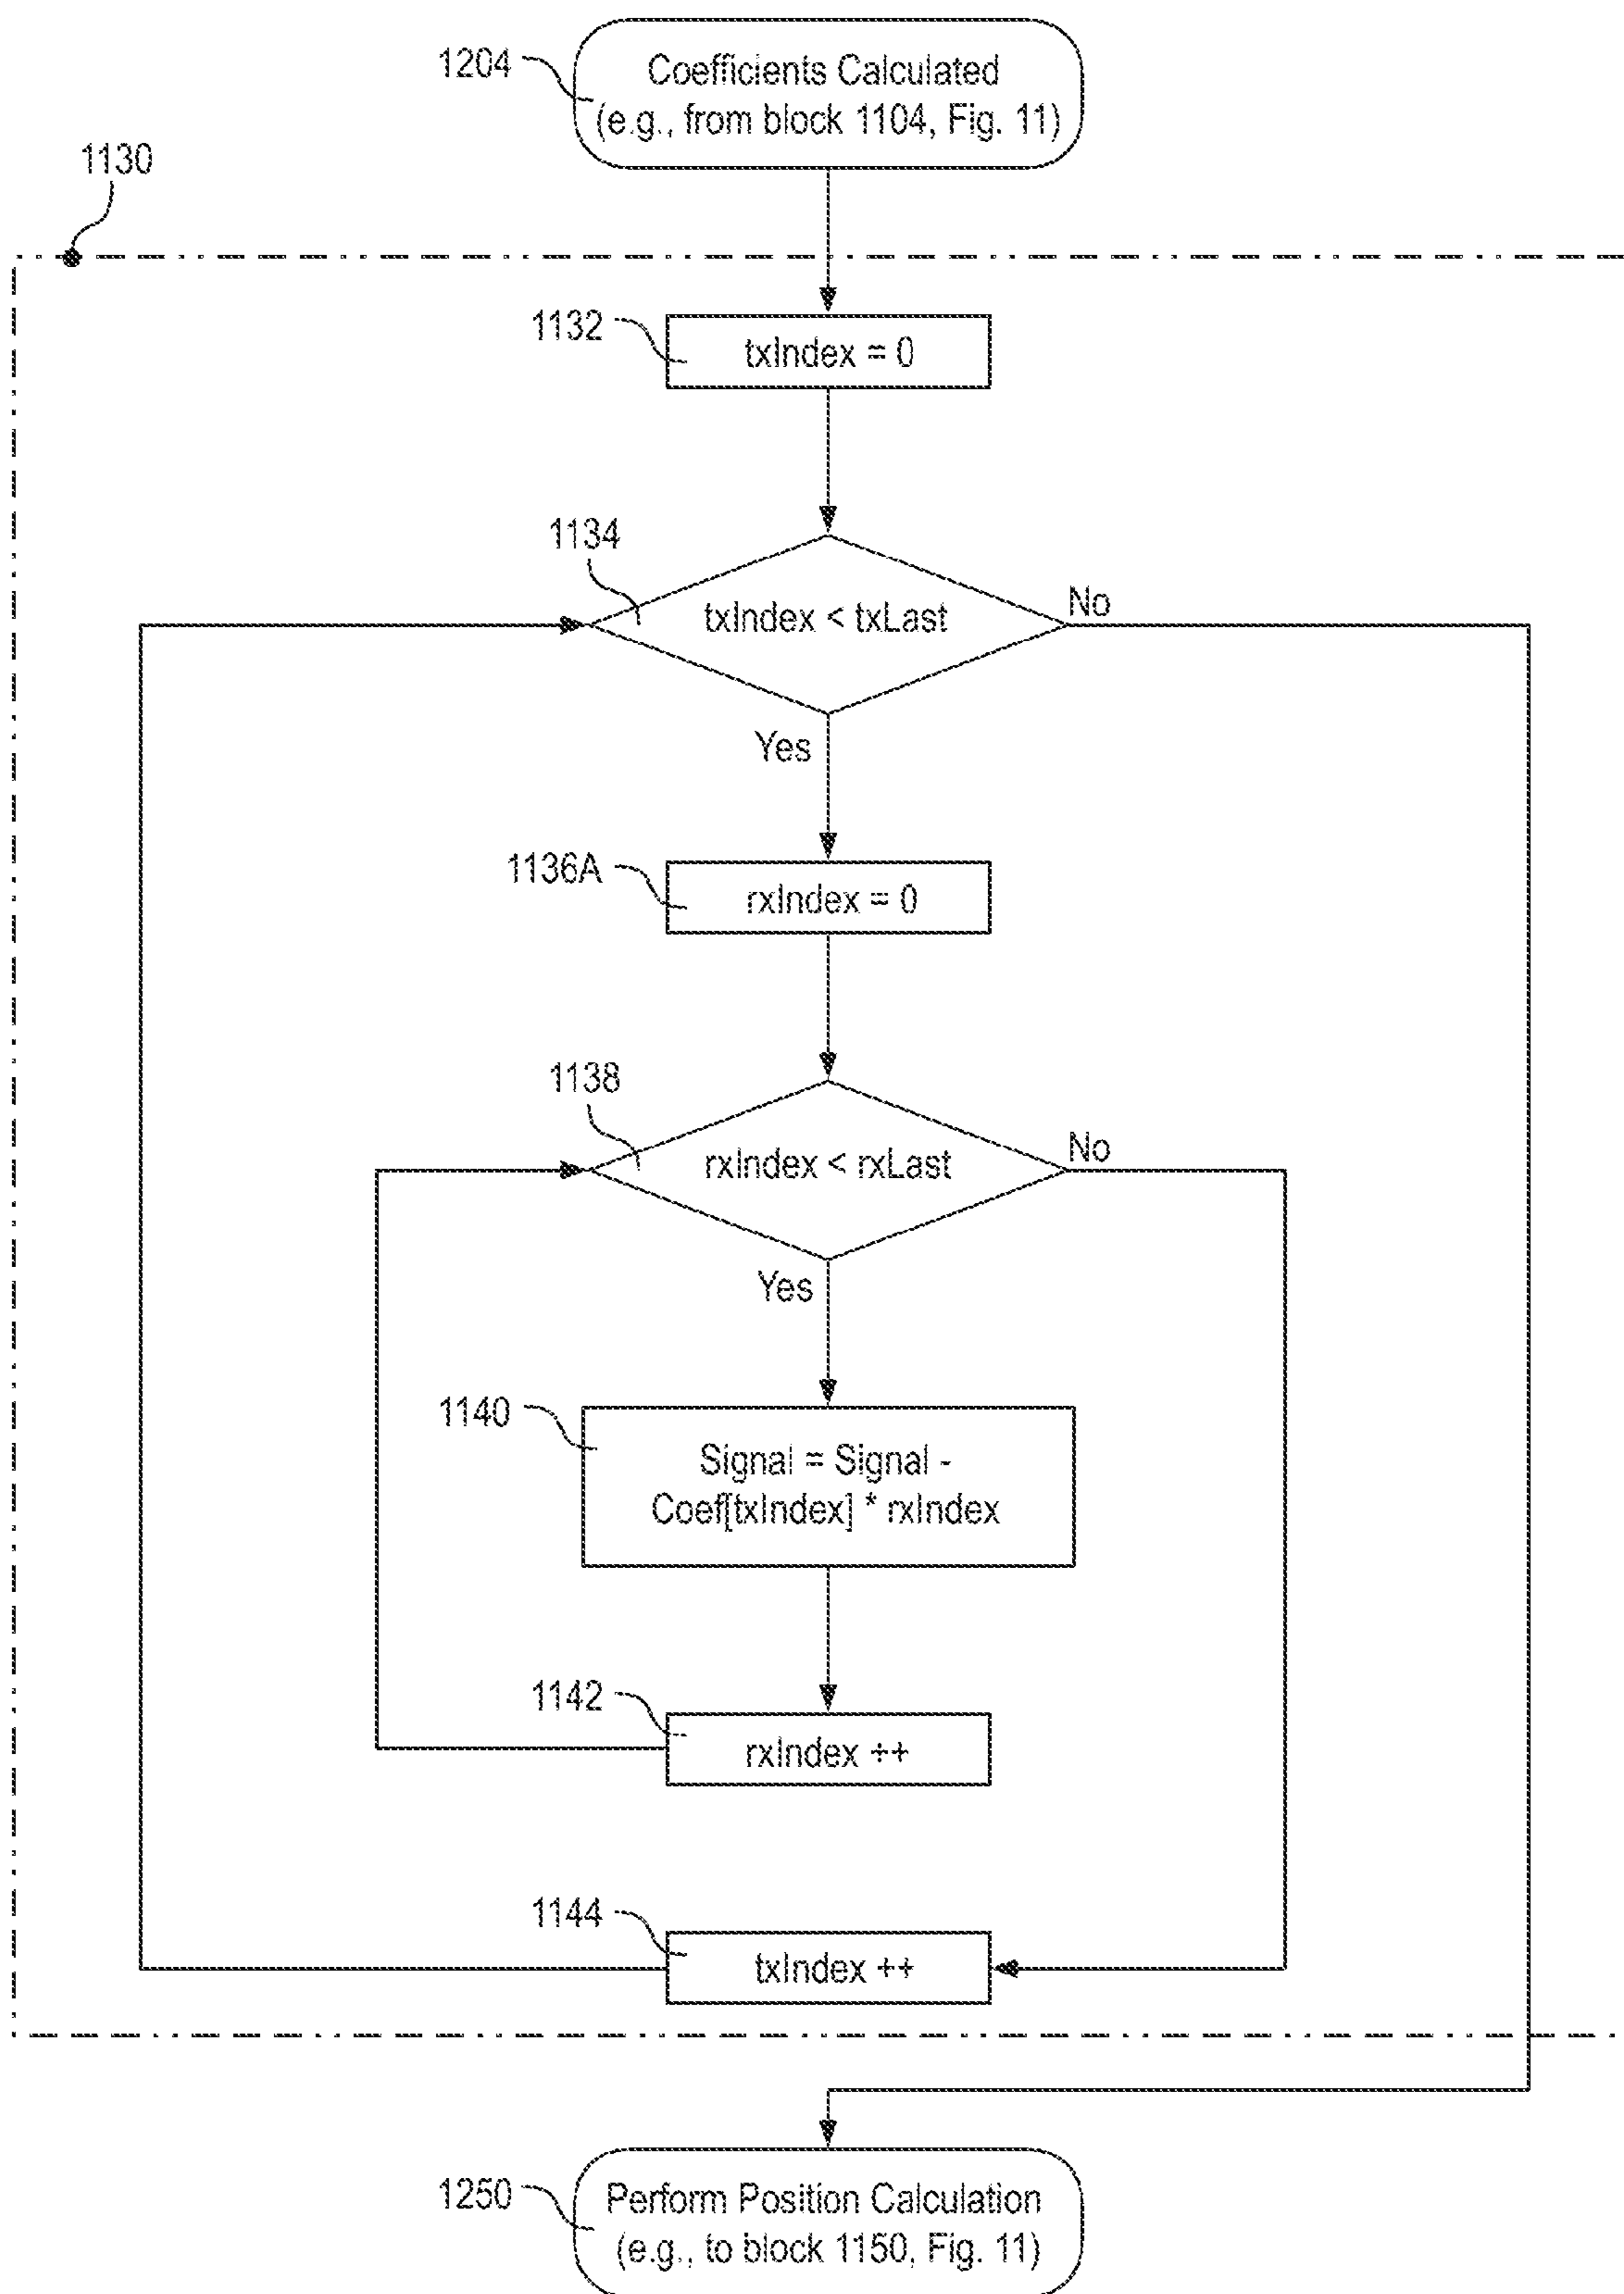 1204
Coefficients Calculated
(e.g., from block 1104, Fig. 11)
1130
1132
txIndex = 0
1134
txIndex < txLast
No
Yes
1136A
rxIndex = 0
1138
rxIndex < rxLast
No
Yes
1140
Signal = Signal -
Coef[txIndex] * rxIndex
1142
rxIndex ++
1144
txIndex ++
1250
Perform Position Calculation
(e.g., to block 1150, Fig. 11)